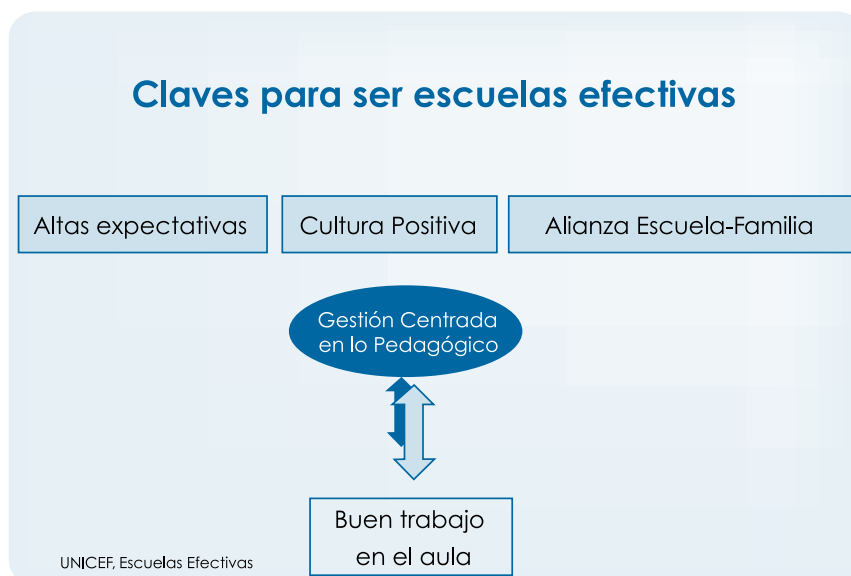 Claves para ser escuelas efectivas
Altas expectativas
Cultura Positiva
Alianza Escuela-Familia
Gestión Centrada
en lo Pedagógico
Buen trabajo
en el aula
UNICEF, Escuelas Efectivas